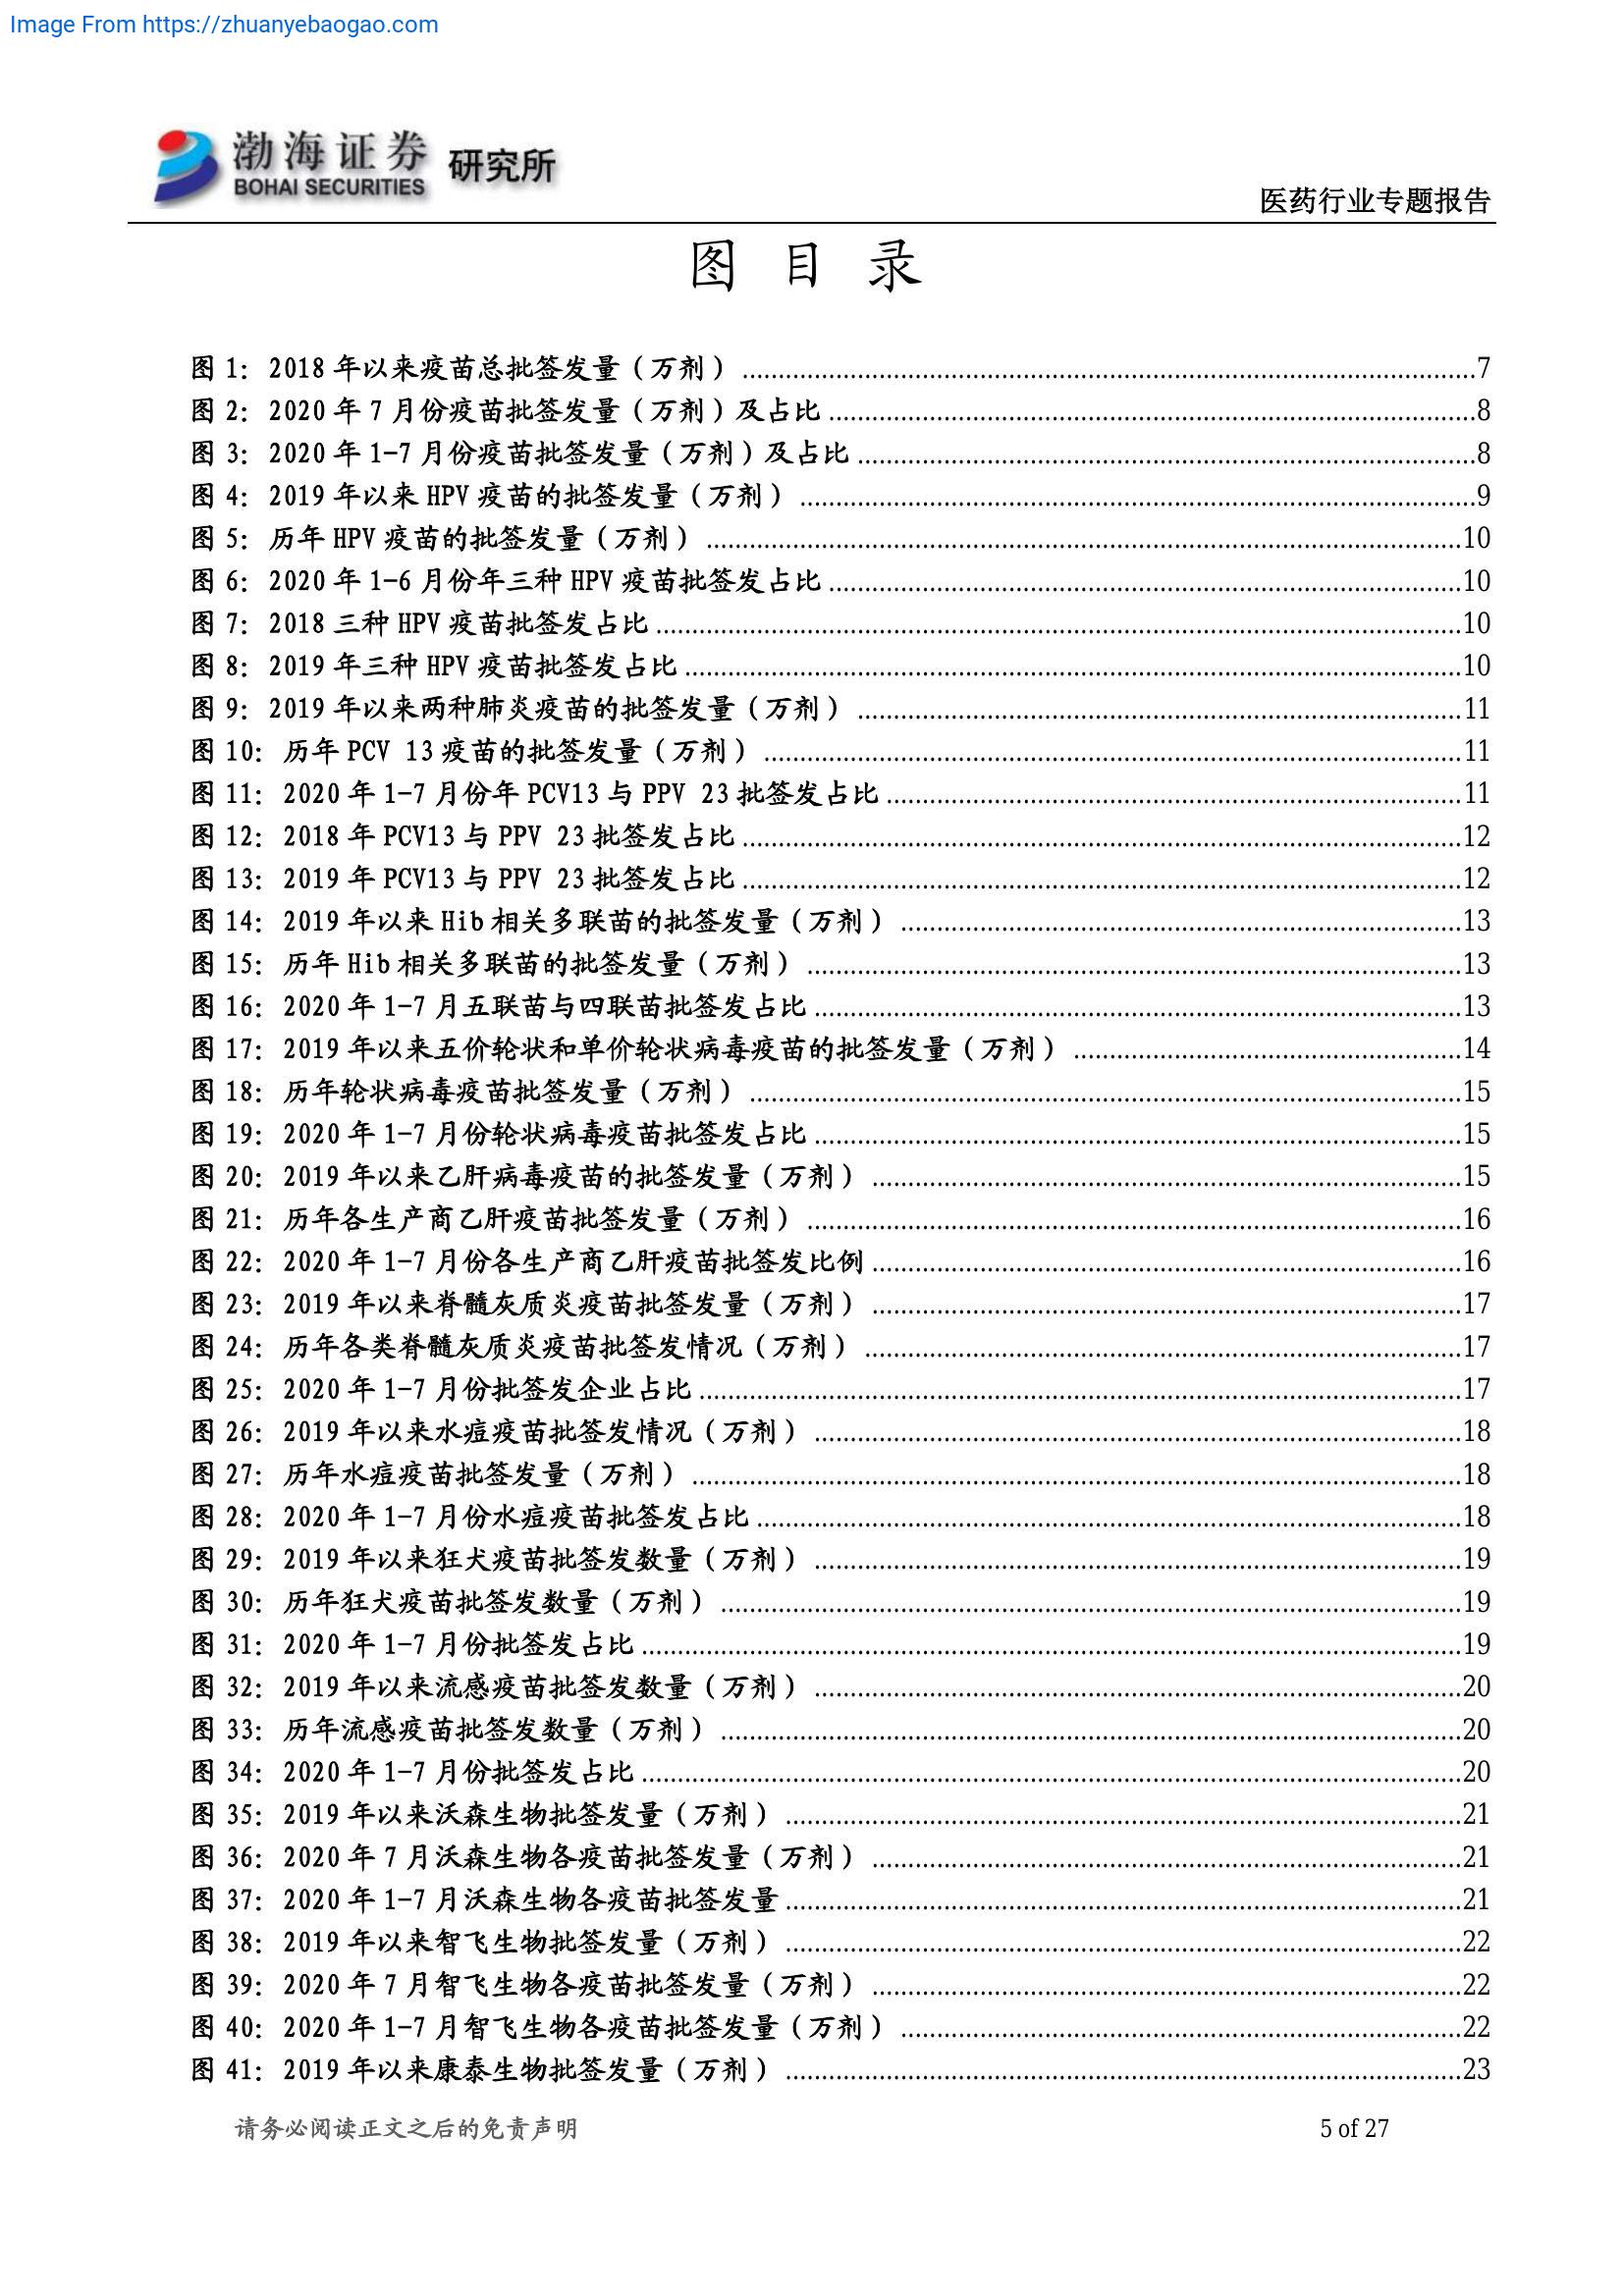 Image From https://zhuanyebaogao.com
渤海证券 研究所
BOHAI SECURITIES
医药行业专题报告
图 目 录
图 1: 2018 年以来疫苗总批签发量（万剂）........7
图 2: 2020 年 7 月份疫苗批签发量（万剂）及占比........8
图 3: 2020 年 1-7 月份疫苗批签发量（万剂）及占比........8
图 4: 2019 年以来 HPV 疫苗的批签发量（万剂）........9
图 5: 历年 HPV 疫苗的批签发量（万剂）........10
图 6: 2020 年 1-6 月份年三种 HPV 疫苗批签发占比........10
图 7: 2018 三种 HPV 疫苗批签发占比........10
图 8: 2019 年三种 HPV 疫苗批签发占比........10
图 9: 2019 年以来两种肺炎疫苗的批签发量（万剂）........11
图 10: 历年 PCV 13 疫苗的批签发量（万剂）........11
图 11: 2020 年 1-7 月份年 PCV13 与 PPV 23 批签发占比........11
图 12: 2018 年 PCV13 与 PPV 23 批签发占比........12
图 13: 2019 年 PCV13 与 PPV 23 批签发占比........12
图 14: 2019 年以来 Hib 相关多联苗的批签发量（万剂）........13
图 15: 历年 Hib 相关多联苗的批签发量（万剂）........13
图 16: 2020 年 1-7 月五联苗与四联苗批签发占比........13
图 17: 2019 年以来五价轮状和单价轮状病毒疫苗的批签发量（万剂）........14
图 18: 历年轮状病毒疫苗批签发量（万剂）........15
图 19: 2020 年 1-7 月份轮状病毒疫苗批签发占比........15
图 20: 2019 年以来乙肝病毒疫苗的批签发量（万剂）........15
图 21: 历年各生产商乙肝疫苗批签发量（万剂）........16
图 22: 2020 年 1-7 月份各生产商乙肝疫苗批签发比例........16
图 23: 2019 年以来脊髓灰质炎疫苗批签发量（万剂）........17
图 24: 历年各类脊髓灰质炎疫苗批签发情况（万剂）........17
图 25: 2020 年 1-7 月份批签发企业占比........17
图 26: 2019 年以来水痘疫苗批签发情况（万剂）........18
图 27: 历年水痘疫苗批签发量（万剂）........18
图 28: 2020 年 1-7 月份水痘疫苗批签发占比........18
图 29: 2019 年以来狂犬疫苗批签发数量（万剂）........19
图 30: 历年狂犬疫苗批签发数量（万剂）........19
图 31: 2020 年 1-7 月份批签发占比........19
图 32: 2019 年以来流感疫苗批签发数量（万剂）........20
图 33: 历年流感疫苗批签发数量（万剂）........20
图 34: 2020 年 1-7 月份批签发占比........20
图 35: 2019 年以来沃森生物批签发量（万剂）........21
图 36: 2020 年 7 月沃森生物各疫苗批签发量（万剂）........21
图 37: 2020 年 1-7 月沃森生物各疫苗批签发量........21
图 38: 2019 年以来智飞生物批签发量（万剂）........22
图 39: 2020 年 7 月智飞生物各疫苗批签发量（万剂）........22
图 40: 2020 年 1-7 月智飞生物各疫苗批签发量（万剂）........22
图 41: 2019 年以来康泰生物批签发量（万剂）........23
请务必阅读正文之后的免责声明 5 of 27